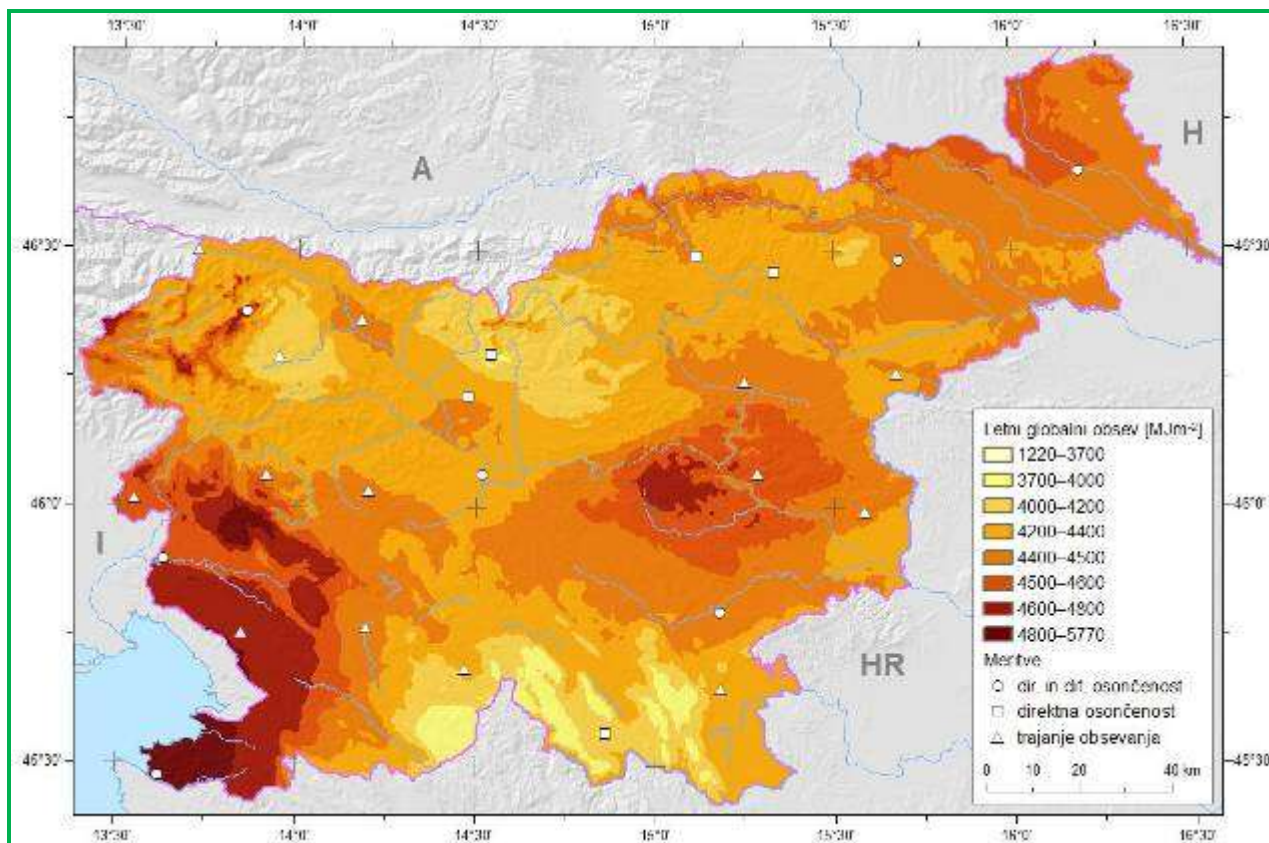 13°30' 14°0' 14°30' 15°0' 15°30' 16°0' 16°30'
A
H
46°30' 46°30'
Letni globalni obsev [MJm⁻²]
1220–3700
3700–4000
4000–4200
46°0' 46°0'
4200–4400
4400–4500
I
4500–4600
4600–4800
4800–5770
HR
Meritve
dir. in dif. osončenost
direktna osončenost
trajanje obsevanja
45°30'
0 10 20 40 km
13°30' 14°0' 14°30' 15°0' 15°30' 16°0' 16°30'